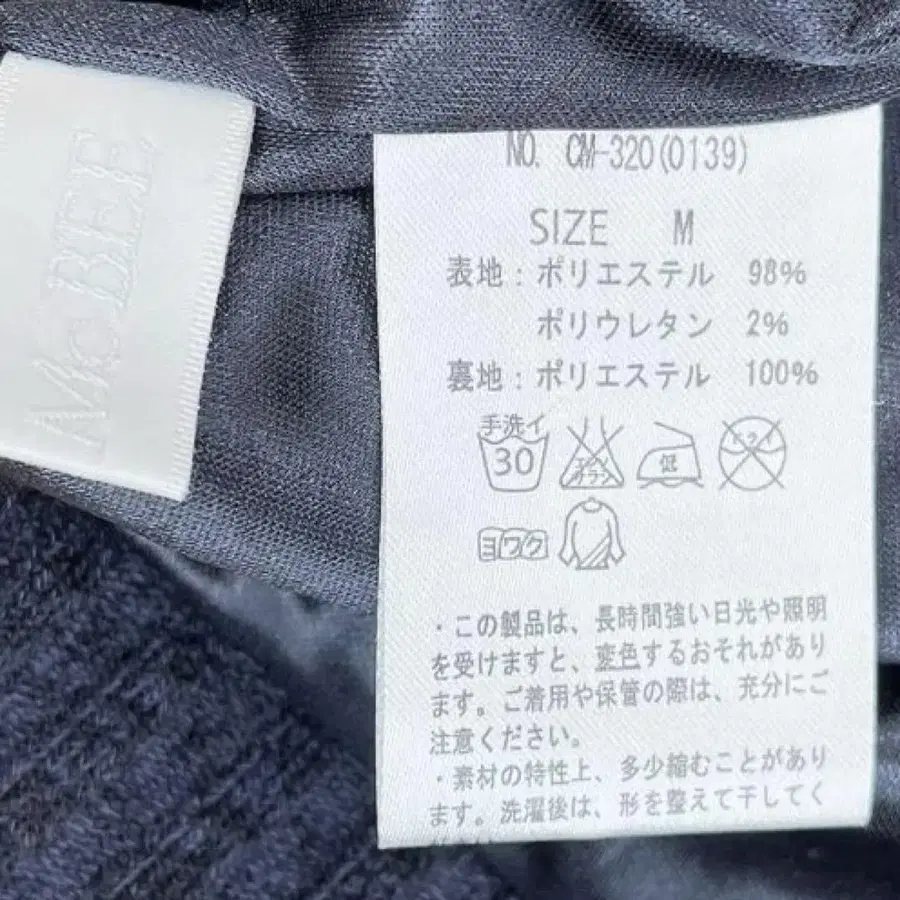 McBEE
NO. CM-320(0139)
SIZE M
表地:ポリエステル 98%
ポリウレタン 2%
裏地:ポリエステル 100%
手洗イ
30
エンソ
サラシ
低
ドライ
ヨワク
・この製品は、長時間強い日光や照明
を受けますと、変色するおそれがあり
ます。ご着用や保管の際は、充分にご
注意ください。
・素材の特性上、多少縮むことがあり
ます。洗濯後は、形を整えて干してく